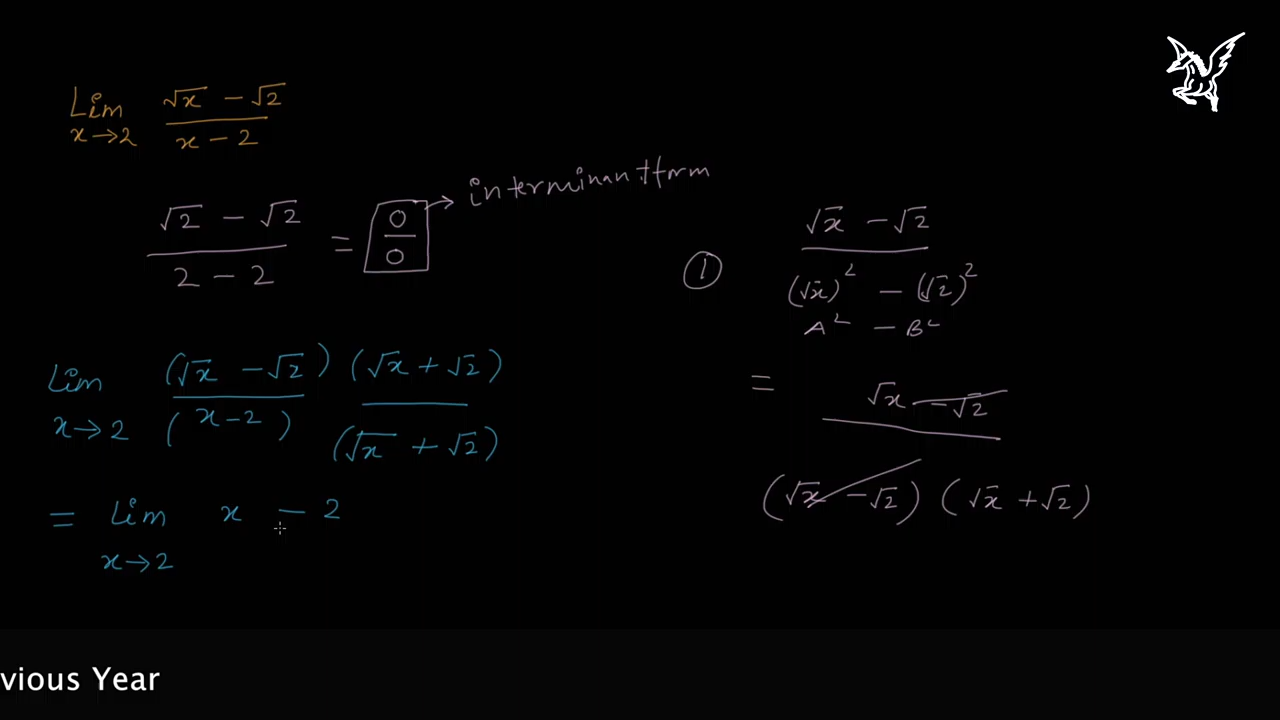 Lim √x - √2
x→2 x - 2
√2 - √2 = 0 → interminant form
2 - 2 0
Lim (√x - √2) (√x + √2)
x→2 (x - 2) (√x + √2)
= Lim x - 2
x→2
① √x - √2
(√x)² - (√2)²
A² - B²
= √x - √2
(√x - √2) (√x + √2)
vious Year